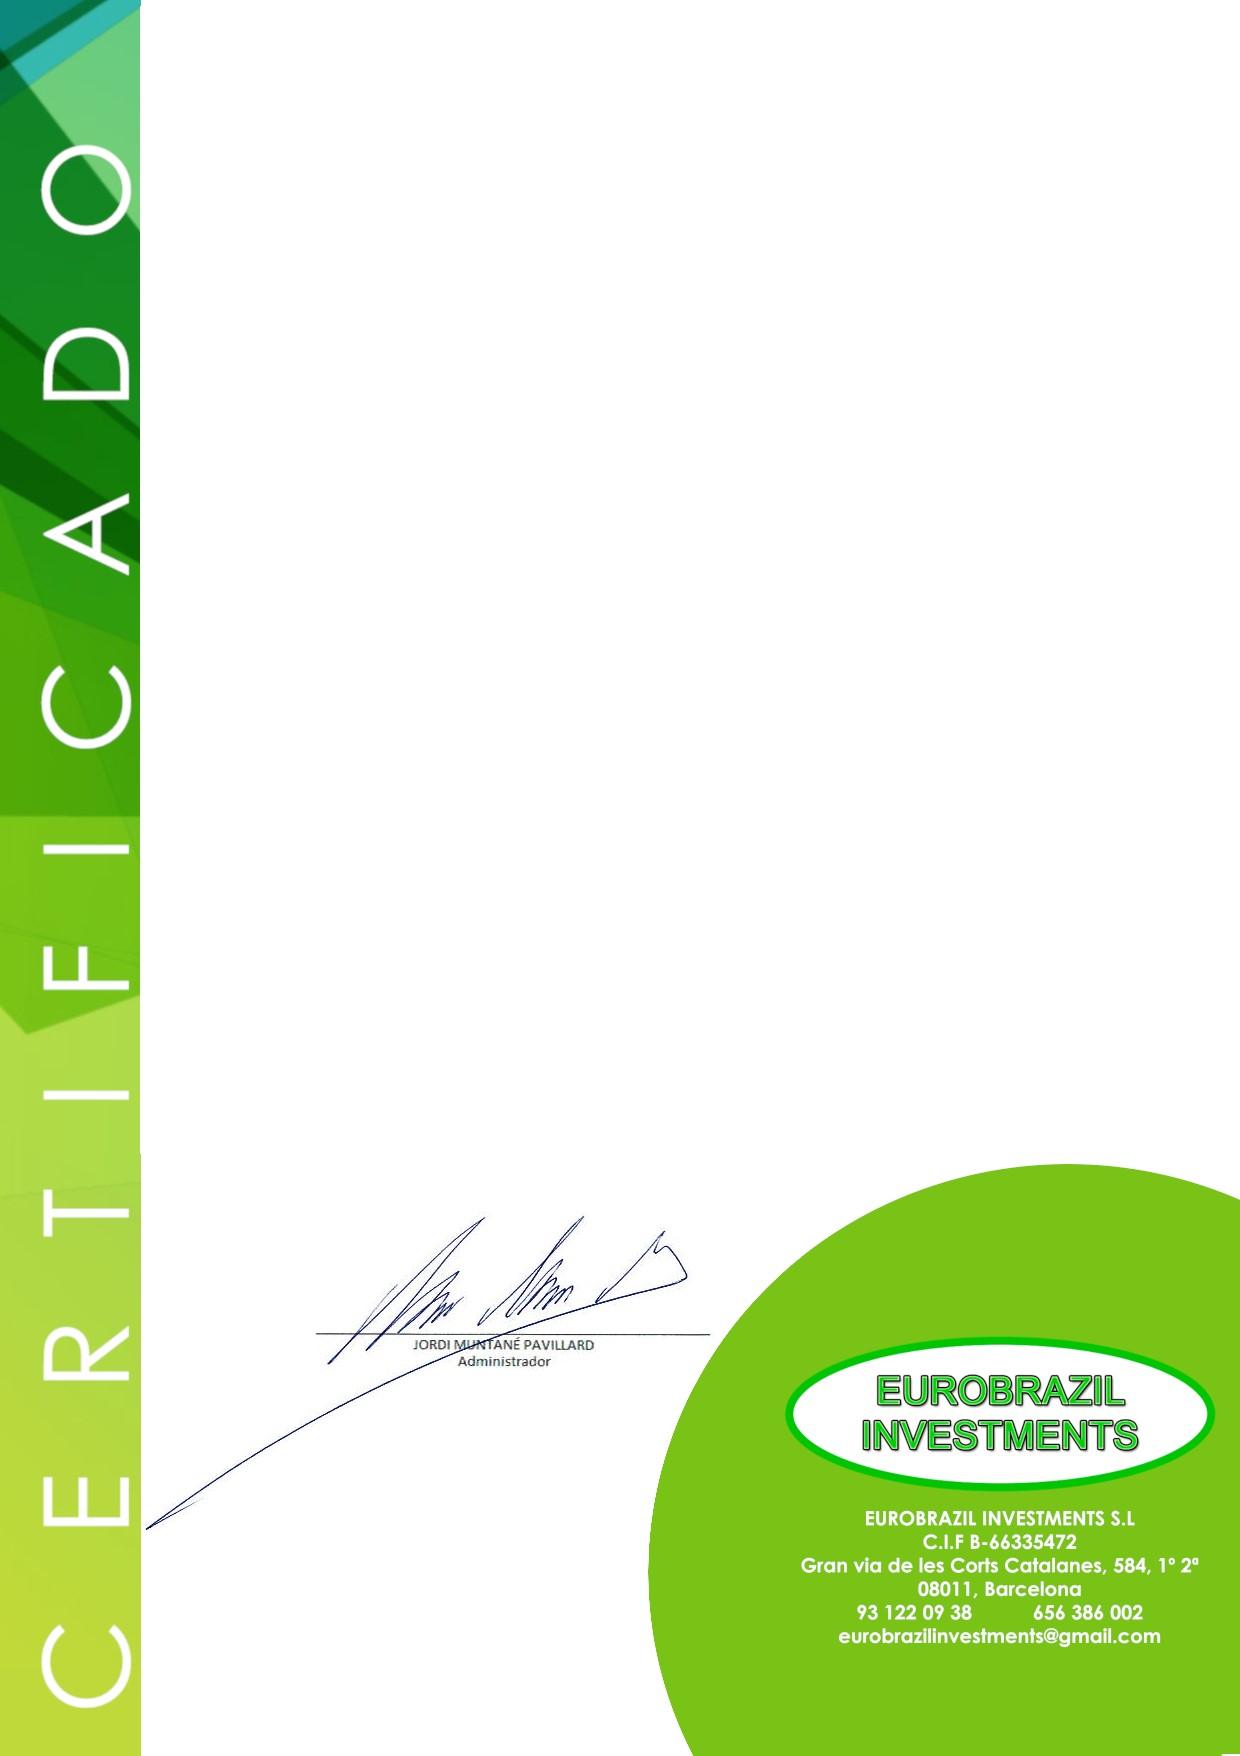 CERTIFICADO
JORDI MUNTANÉ PAVILLARD
Administrador
EUROBRAZIL
INVESTMENTS
EUROBRAZIL INVESTMENTS S.L
C.I.F B-66335472
Gran via de les Corts Catalanes, 584, 1º 2ª
08011, Barcelona
93 122 09 38 656 386 002
eurobrazilinvestments@gmail.com